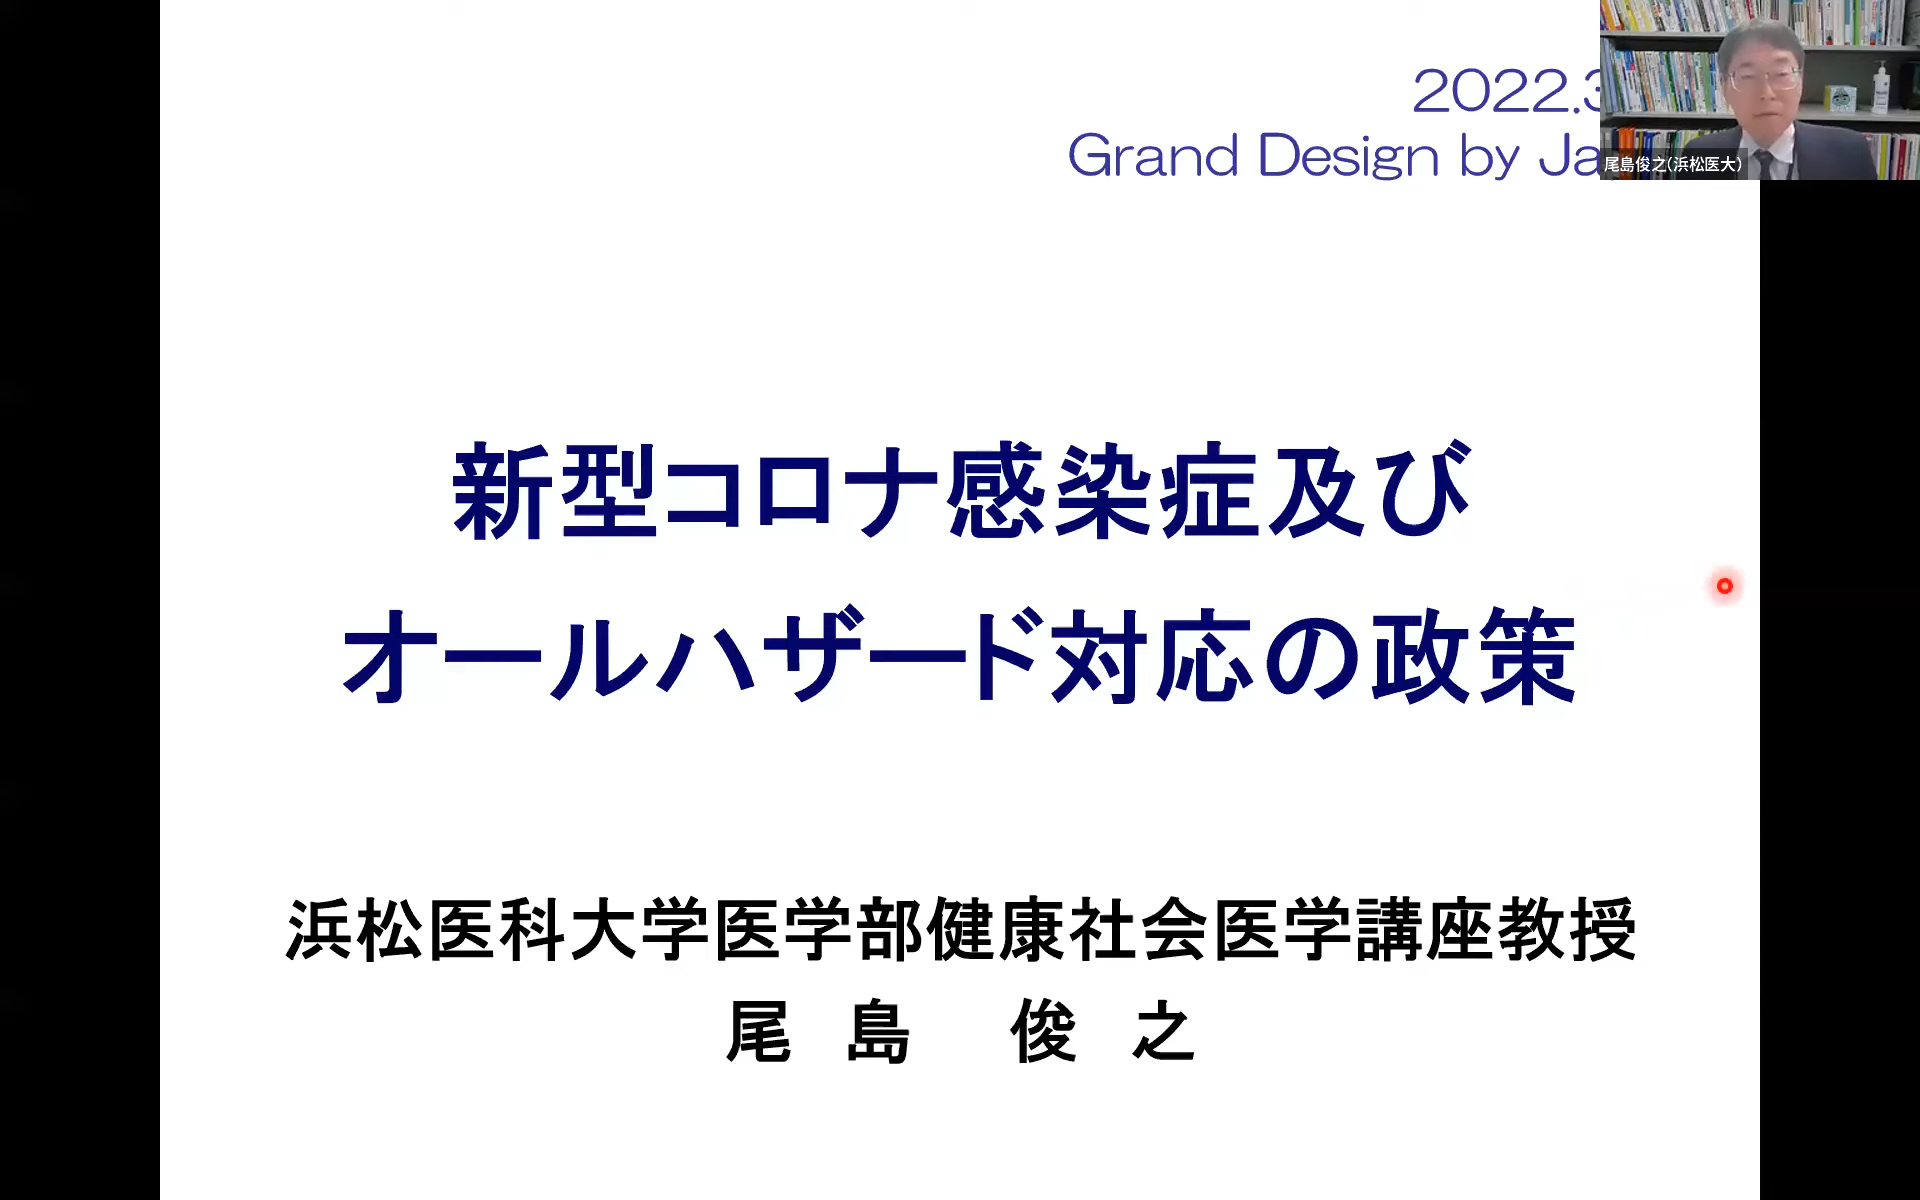 2022.3
Grand Design by Ja
尾島俊之(浜松医大)
新型コロナ感染症及び
オールハザード対応の政策
浜松医科大学医学部健康社会医学講座教授
尾 島 俊 之